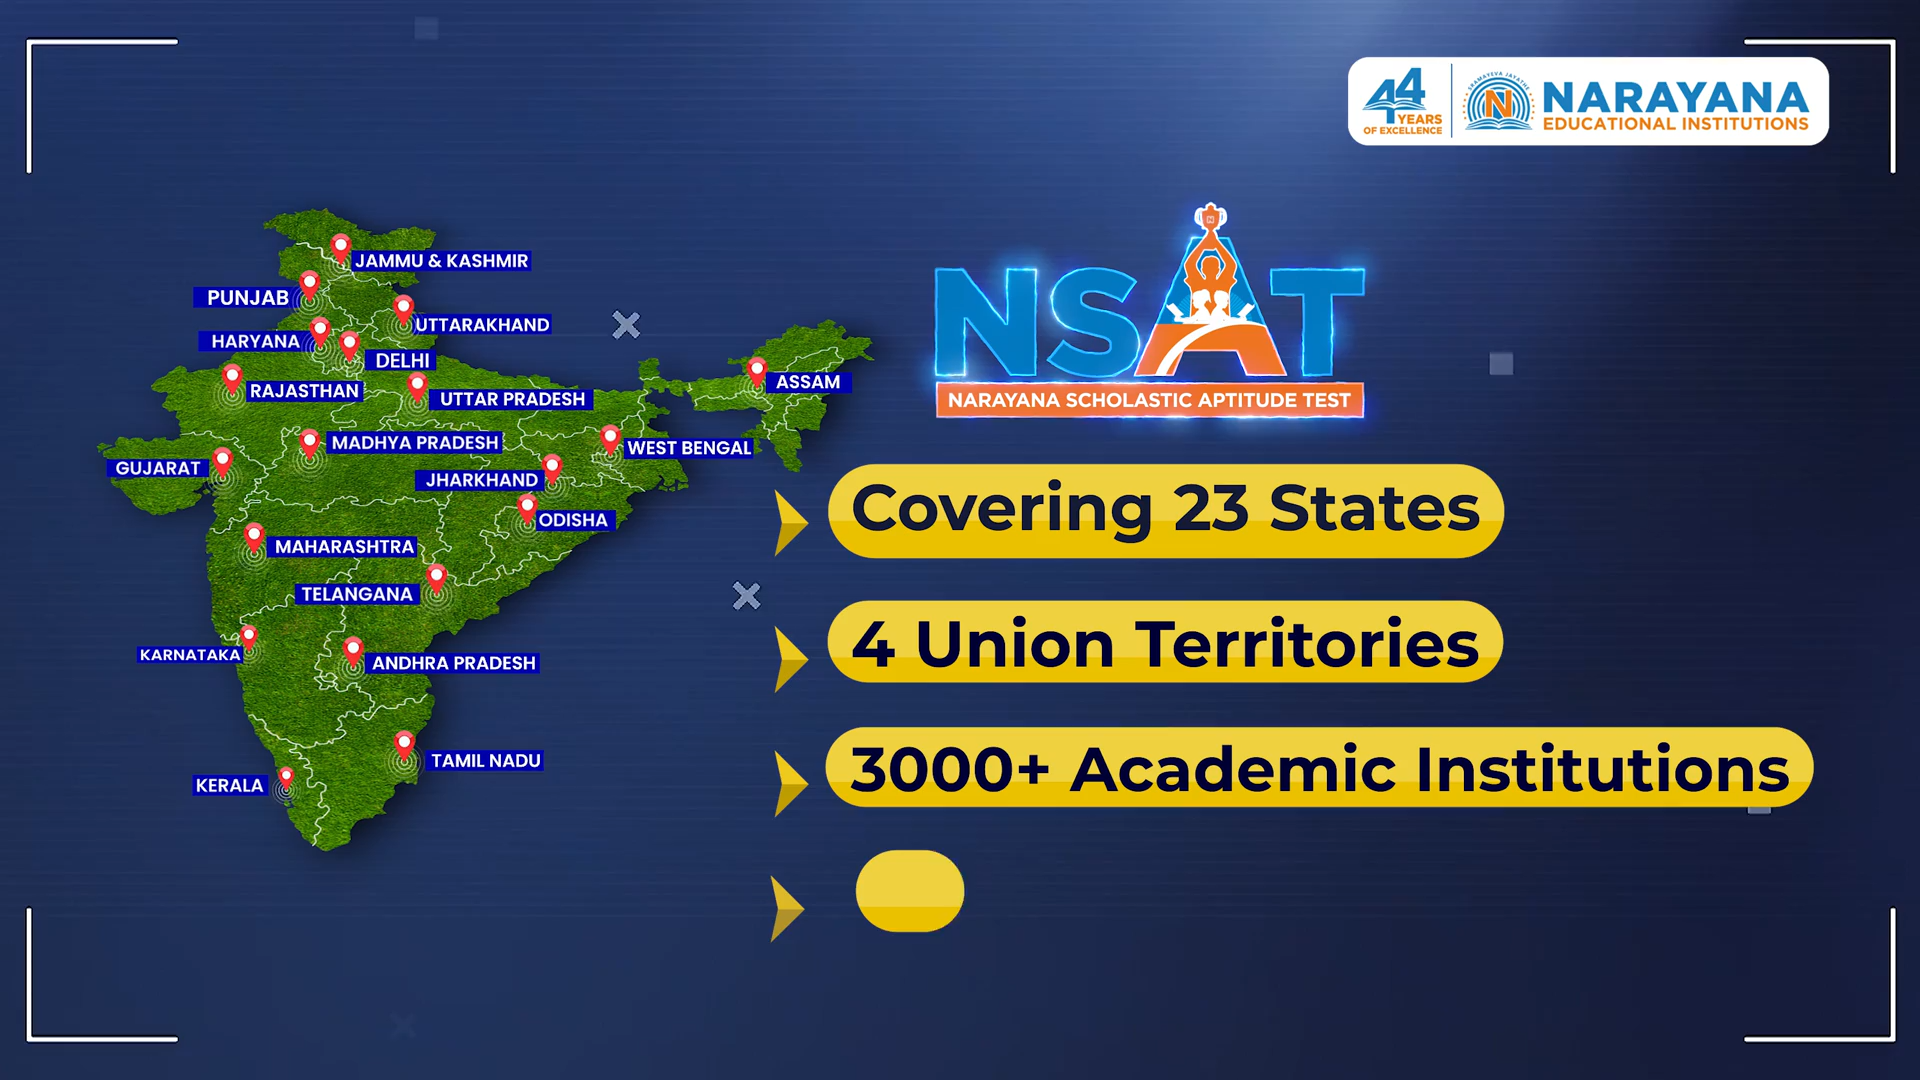 44
YEARS
OF EXCELLENCE
N
NARAYANA
EDUCATIONAL INSTITUTIONS
JAMMU & KASHMIR
PUNJAB
UTTARAKHAND
HARYANA
DELHI
RAJASTHAN
UTTAR PRADESH
ASSAM
MADHYA PRADESH
WEST BENGAL
GUJARAT
JHARKHAND
ODISHA
MAHARASHTRA
TELANGANA
KARNATAKA
ANDHRA PRADESH
TAMIL NADU
KERALA
NSAT
NARAYANA SCHOLASTIC APTITUDE TEST
Covering 23 States
4 Union Territories
3000+ Academic Institutions